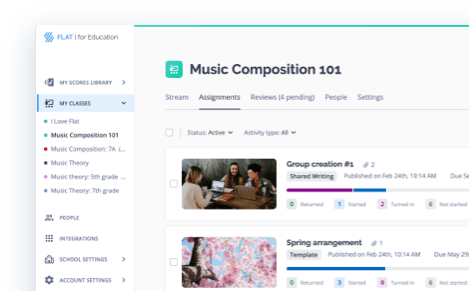 FLAT | for Education
MY SCORES LIBRARY
MY CLASSES
I Love Flat
Music Composition 101
Music Composition: 7A (...
Music Theory
Music theory: 5th grade ...
Music Theory: 7th grade
PEOPLE
INTEGRATIONS
SCHOOL SETTINGS
ACCOUNT SETTINGS
Music Composition 101
Stream Assignments Reviews (4 pending) People Settings
Status: Active Activity type: All
Group creation #1 2
Shared Writing Published on Feb 24th, 10:14 AM Due Se
0 Returned 1 Started 2 Turned in 6 Not started
Spring arrangement 1
Template Published on Feb 24th, 10:14 AM Due May 29
0 Returned 3 Started 8 Turned in 6 Not started